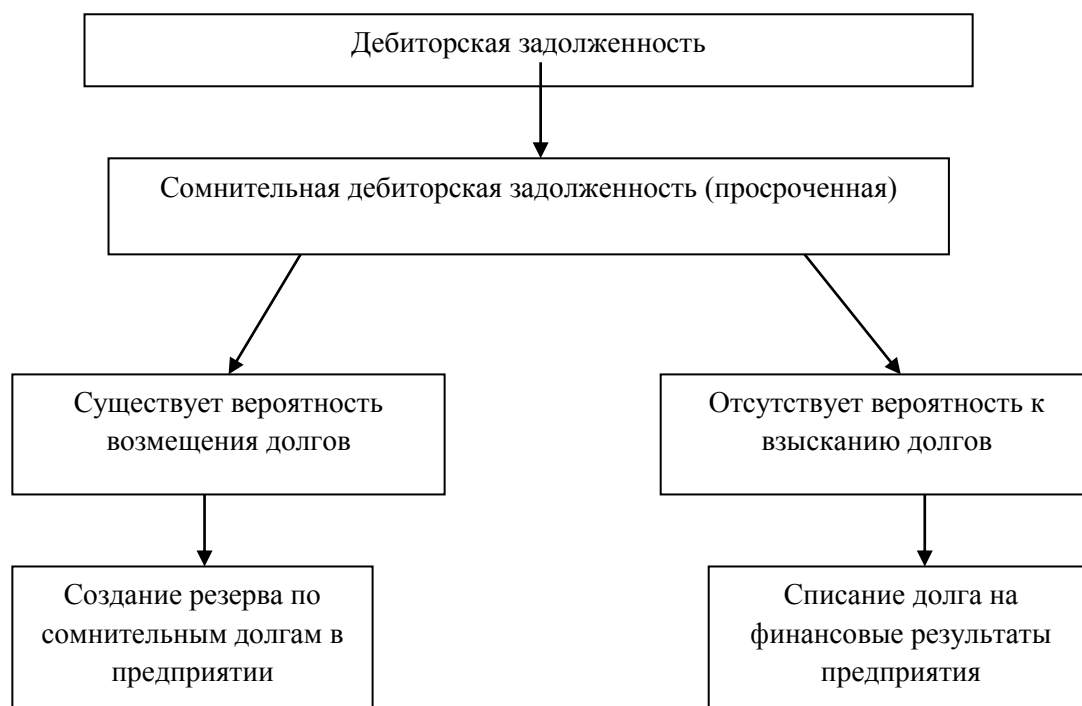 Дебиторская задолженность
Сомнительная дебиторская задолженность (просроченная)
Существует вероятность
возмещения долгов
Отсутствует вероятность к
взысканию долгов
Создание резерва по
сомнительным долгам в
предприятии
Списание долга на
финансовые результаты
предприятия